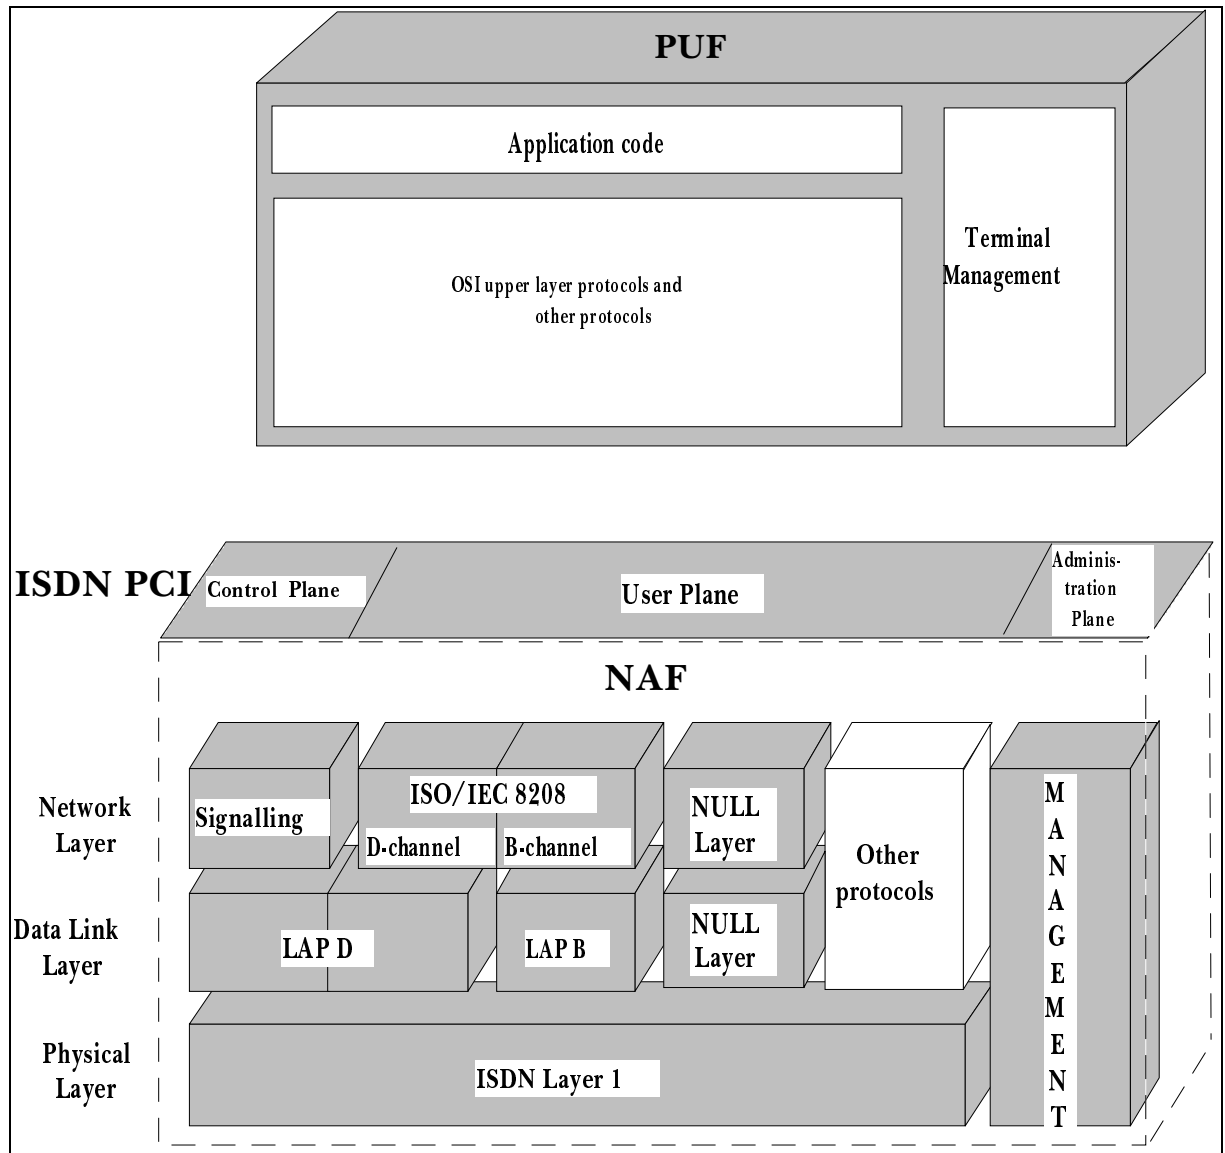 PUF
Application code
OSI upper layer protocols and
other protocols
Terminal
Management
ISDN PCI
Control Plane
User Plane
Adminis-
tration
Plane
NAF
Network
Layer
Signalling
ISO/IEC 8208
D-channel
B-channel
NULL
Layer
Other
protocols
Data Link
Layer
LAP D
LAP B
NULL
Layer
Physical
Layer
ISDN Layer 1
M
A
N
A
G
E
M
E
N
T